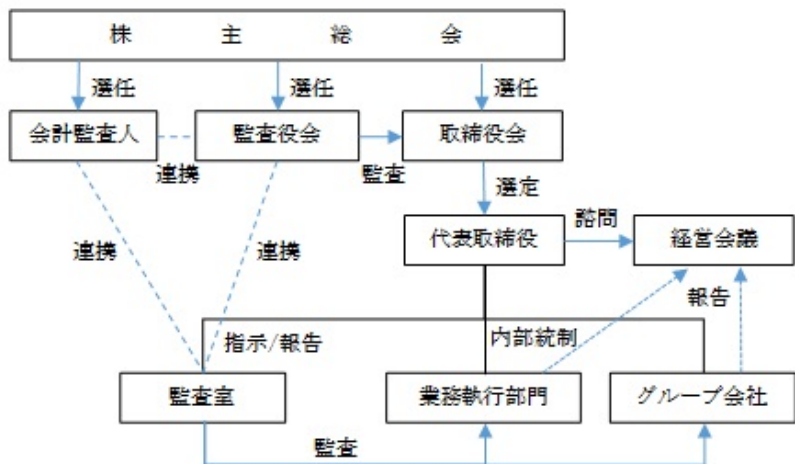 株主総会
選任
選任
選任
会計監査人
監査役会
取締役会
連携
監査
選定
諮問
代表取締役
経営会議
連携
連携
報告
指示/報告
内部統制
監査室
業務執行部門
グループ会社
監査